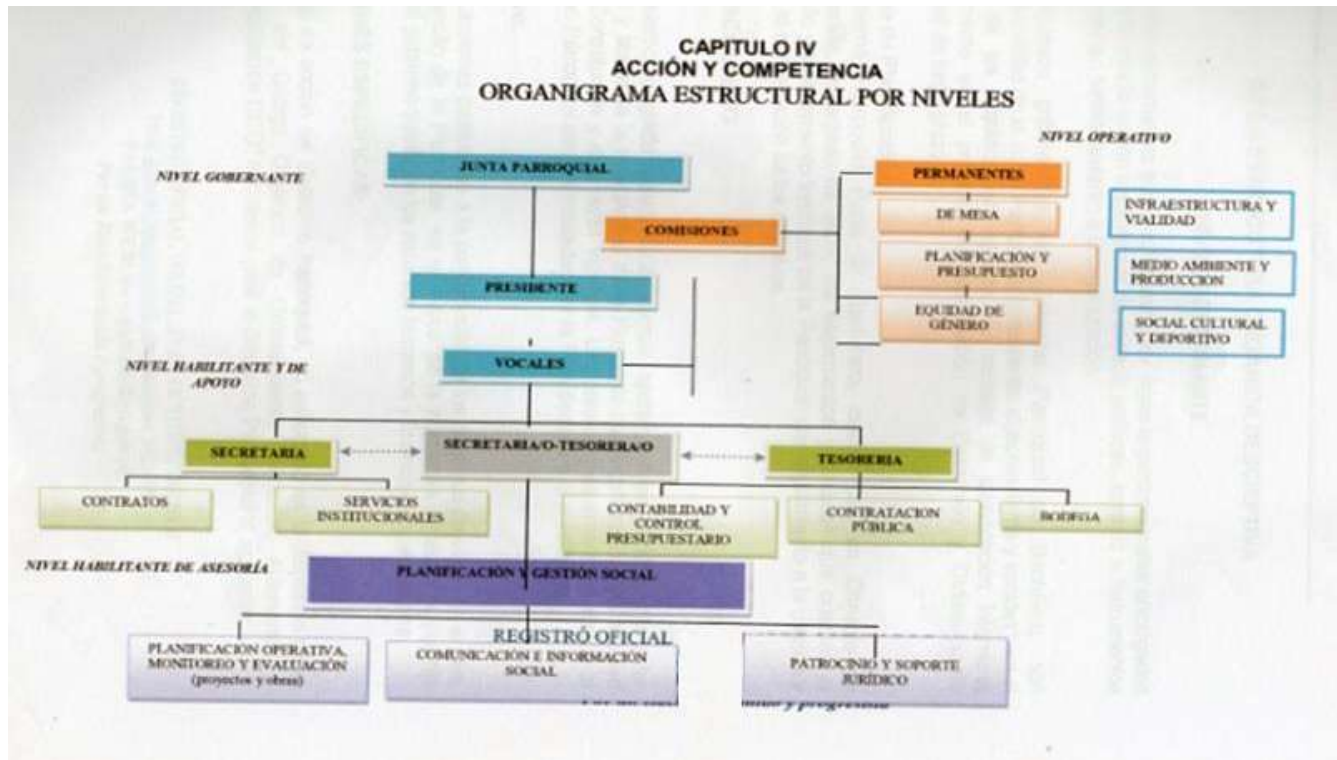 CAPITULO IV
ACCIÓN Y COMPETENCIA
ORGANIGRAMA ESTRUCTURAL POR NIVELES
NIVEL OPERATIVO
NIVEL GOBERNANTE
JUNTA PARROQUIAL
PERMANENTES
DE MESA
INFRAESTRUCTURA Y
VIALIDAD
COMISIONES
PLANIFICACIÓN Y
PRESUPUESTO
MEDIO AMBIENTE Y
PRODUCCION
PRESIDENTE
EQUIDAD DE
GÉNERO
SOCIAL CULTURAL
Y DEPORTIVO
VOCALES
NIVEL HABILITANTE Y DE
APOYO
SECRETARIA
SECRETARIA/O-TESORERA/O
TESORERIA
CONTRATOS
SERVICIOS
INSTITUCIONALES
CONTABILIDAD Y
CONTROL
PRESUPUESTARIO
CONTRATACION
PÚBLICA
BODEGA
NIVEL HABILITANTE DE ASESORÍA
PLANIFICACIÓN Y GESTIÓN SOCIAL
REGISTRÓ OFICIAL
PLANIFICACIÓN OPERATIVA,
MONITOREO Y EVALUACIÓN
(proyectos y obras)
COMUNICACIÓN E INFORMACIÓN
SOCIAL
PATROCINIO Y SOPORTE
JURÍDICO
y progresista